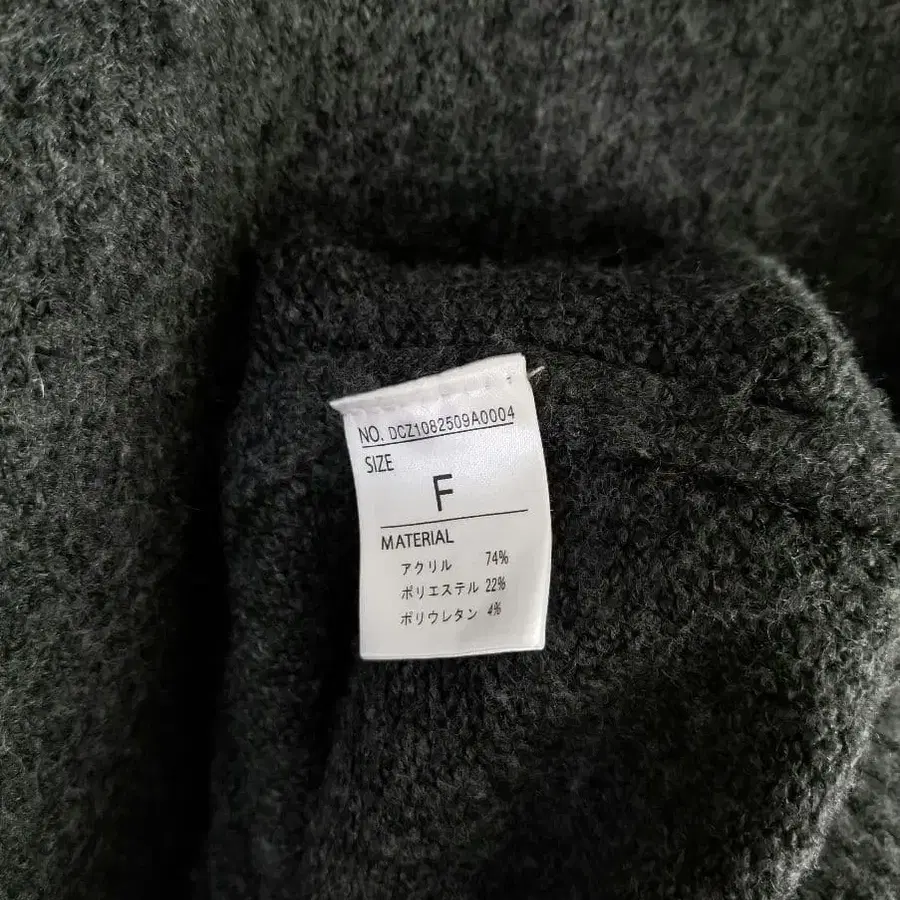 NO. DCZ1082509A0004
SIZE
F
MATERIAL
アクリル 74%
ポリエステル 22%
ポリウレタン 4%